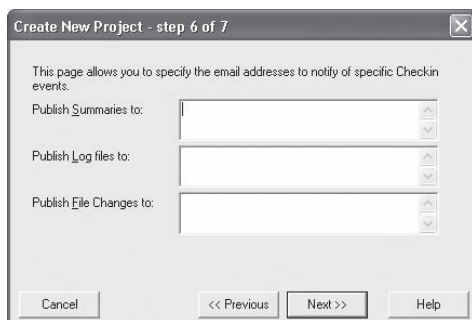 Create New Project - step 6 of 7
This page allows you to specify the email addresses to notify of specific Checkin
events.
Publish Summaries to:
Publish Log files to:
Publish File Changes to:
Cancel
<< Previous
Next >>
Help